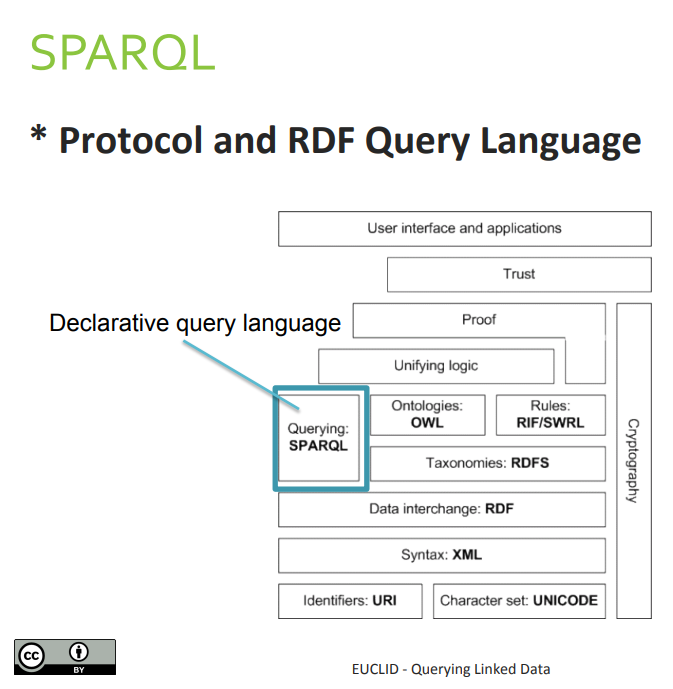 SPARQL
* Protocol and RDF Query Language
User interface and applications
Trust
Declarative query language
Proof
Unifying logic
Querying:
SPARQL
Ontologies:
OWL
Rules:
RIF/SWRL
Cryptography
Taxonomies: RDFS
Data interchange: RDF
Syntax: XML
Identifiers: URI
Character set: UNICODE
cc
BY
EUCLID - Querying Linked Data